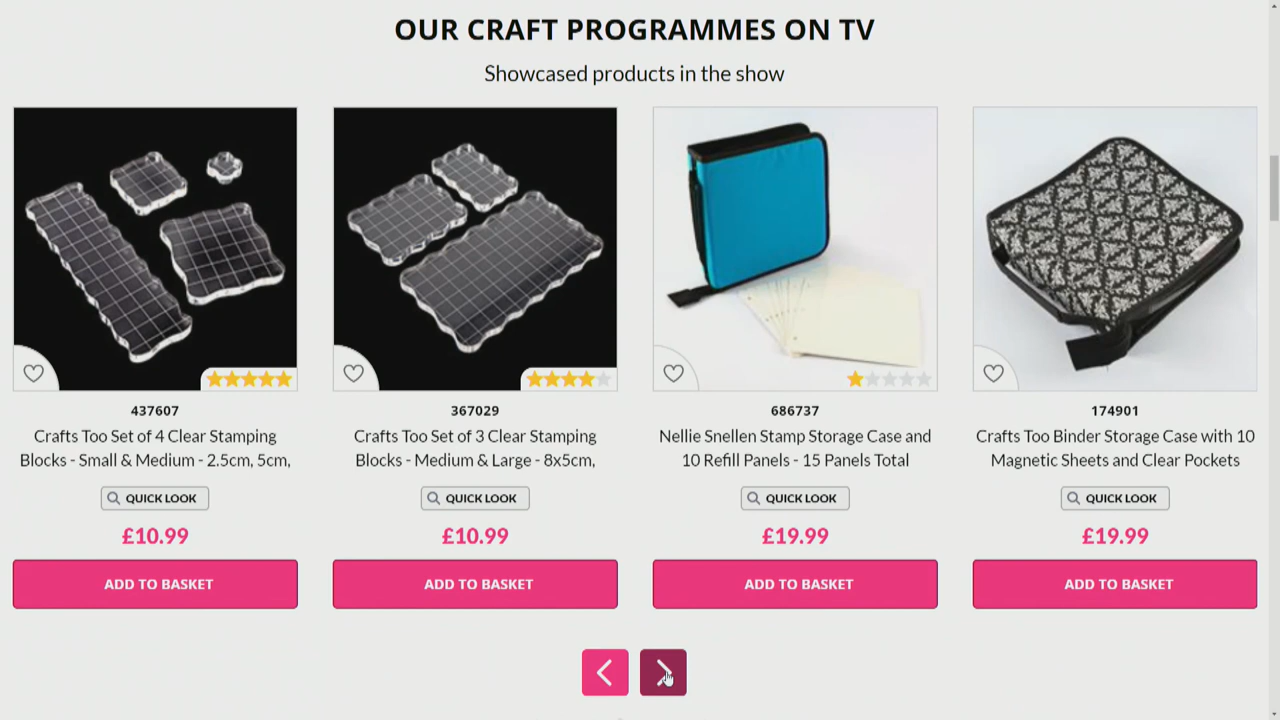 OUR CRAFT PROGRAMMES ON TV
Showcased products in the show
437607
Crafts Too Set of 4 Clear Stamping
Blocks - Small & Medium - 2.5cm, 5cm,
QUICK LOOK
£10.99
ADD TO BASKET
367029
Crafts Too Set of 3 Clear Stamping
Blocks - Medium & Large - 8x5cm,
QUICK LOOK
£10.99
ADD TO BASKET
686737
Nellie Snellen Stamp Storage Case and
10 Refill Panels - 15 Panels Total
QUICK LOOK
£19.99
ADD TO BASKET
174901
Crafts Too Binder Storage Case with 10
Magnetic Sheets and Clear Pockets
QUICK LOOK
£19.99
ADD TO BASKET